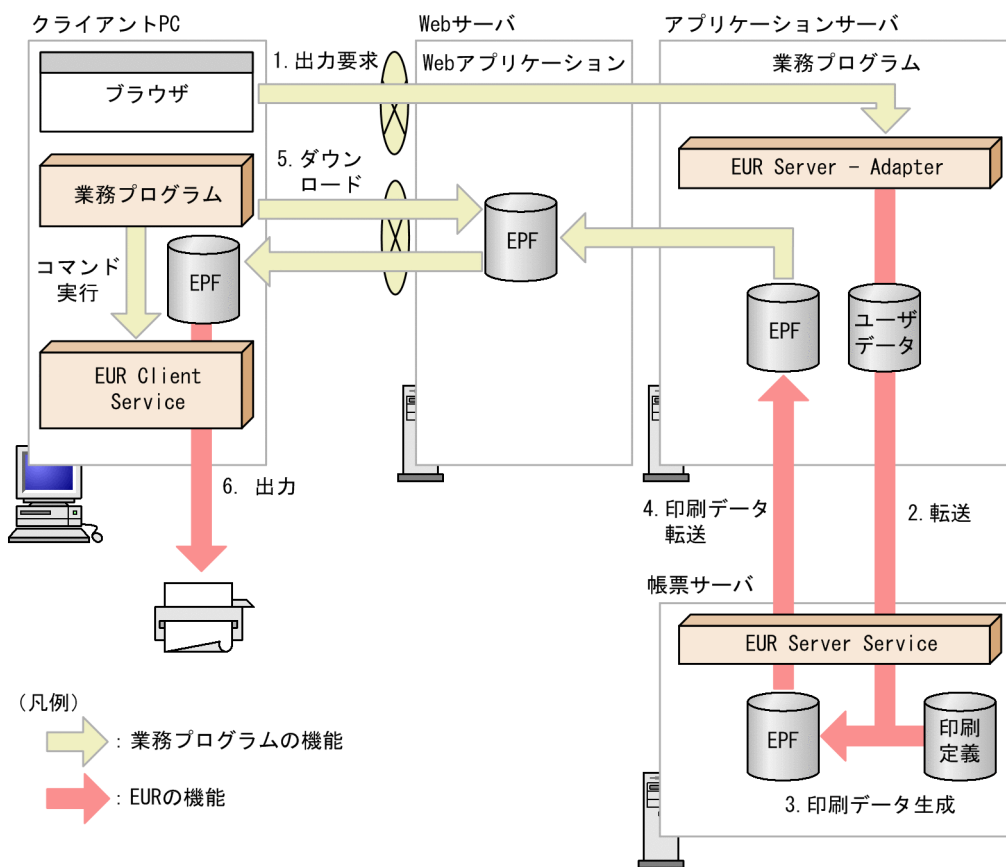 クライアントPC
Webサーバ
アプリケーションサーバ
ブラウザ
1. 出力要求
Webアプリケーション
業務プログラム
業務プログラム
5. ダウン
ロード
EUR Server − Adapter
コマンド
実行
EPF
EPF
EPF
ユーザ
データ
EUR Client
Service
6. 出力
4. 印刷データ
転送
2. 転送
帳票サーバ
EUR Server Service
EPF
印刷
定義
3. 印刷データ生成
(凡例)
: 業務プログラムの機能
: EURの機能